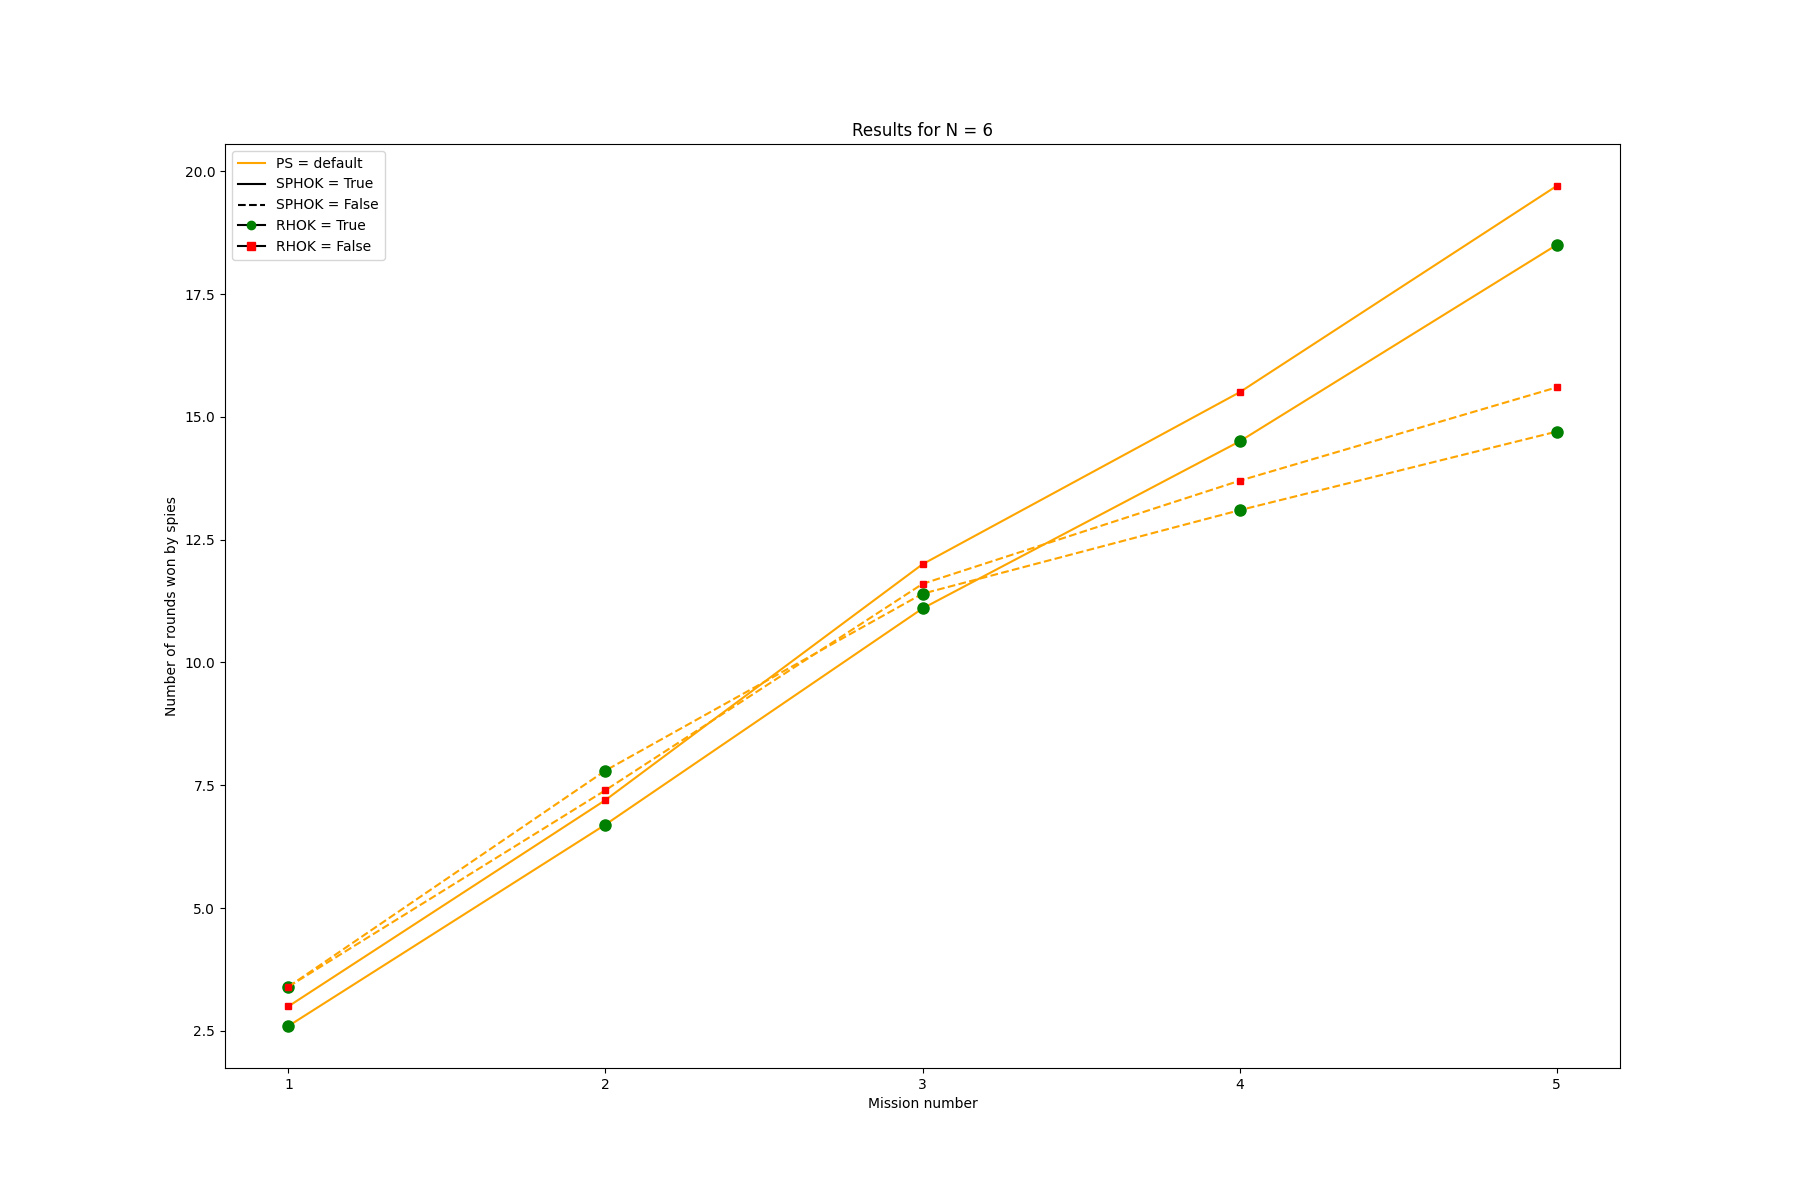 Results for N = 6
PS = default
SPHOK = True
SPHOK = False
RHOK = True
RHOK = False
20.0
17.5
15.0
12.5
10.0
7.5
5.0
2.5
Number of rounds won by spies
1 2 3 4 5
Mission number